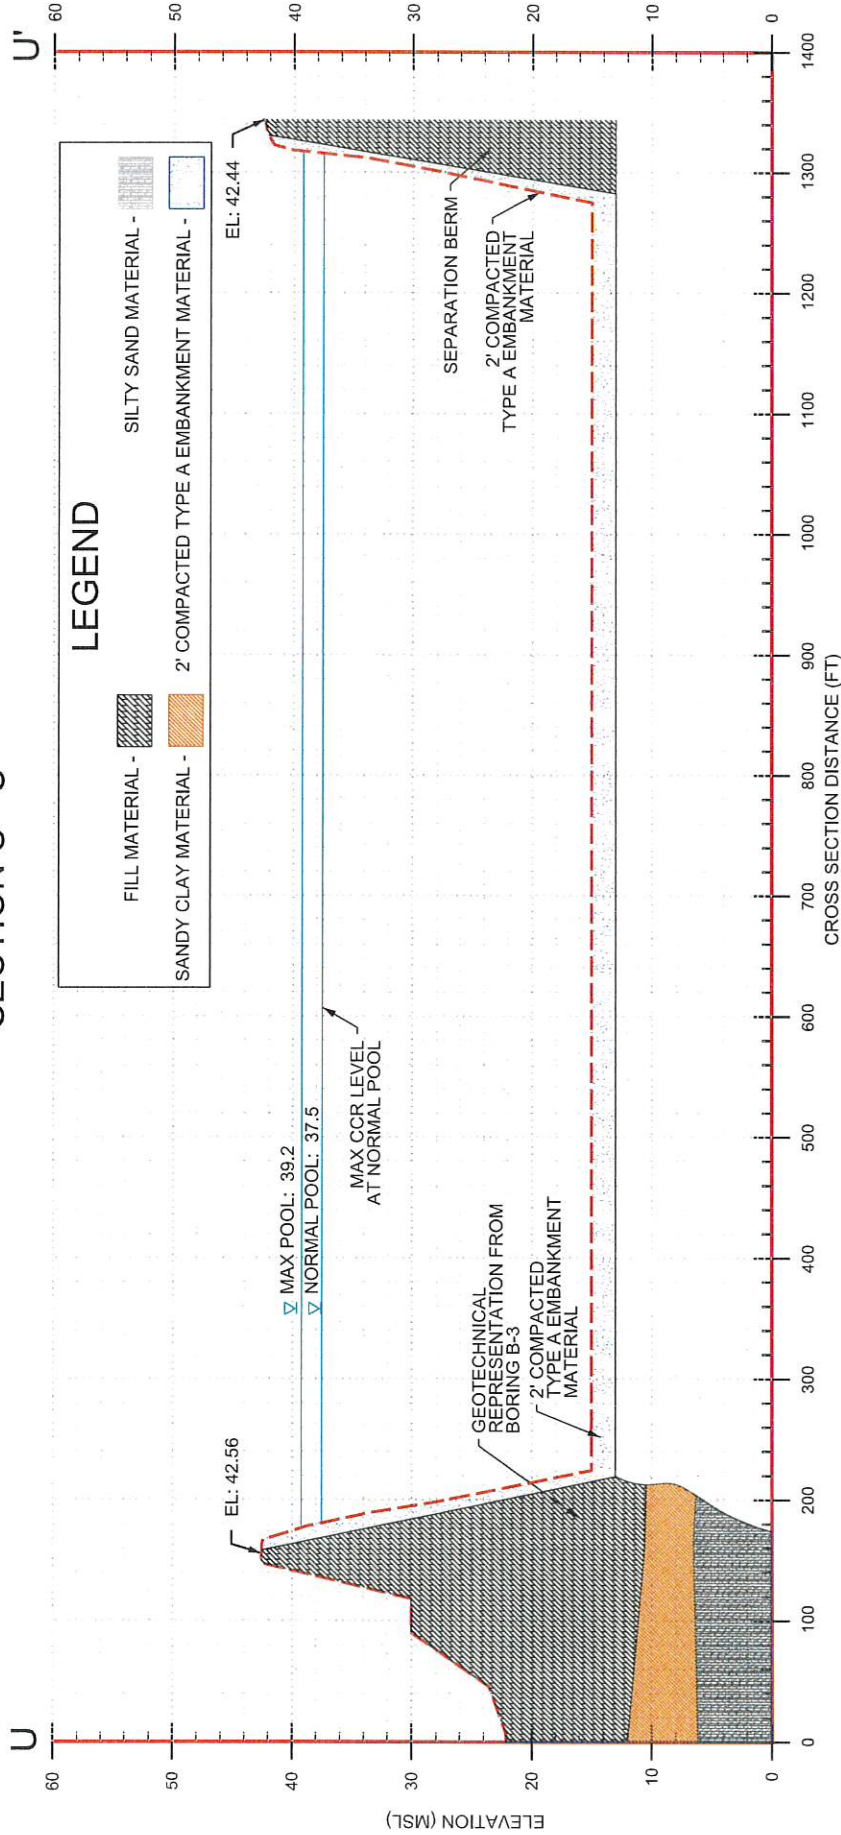 U
U'
LEGEND
FILL MATERIAL -
SILTY SAND MATERIAL -
SANDY CLAY MATERIAL -
2' COMPACTED TYPE A EMBANKMENT MATERIAL -
EL: 42.56
EL: 42.44
MAX POOL: 39.2
NORMAL POOL: 37.5
MAX CCR LEVEL
AT NORMAL POOL
GEOTECHNICAL
REPRESENTATION FROM
BORING B-3
2' COMPACTED
TYPE A EMBANKMENT
MATERIAL
SEPARATION BERM
2' COMPACTED
TYPE A EMBANKMENT
MATERIAL
ELEVATION (MSL)
60
50
40
30
20
10
0
60
50
40
30
20
10
0
0
100
200
300
400
500
600
700
800
900
1000
1100
1200
1300
1400
CROSS SECTION DISTANCE (FT)